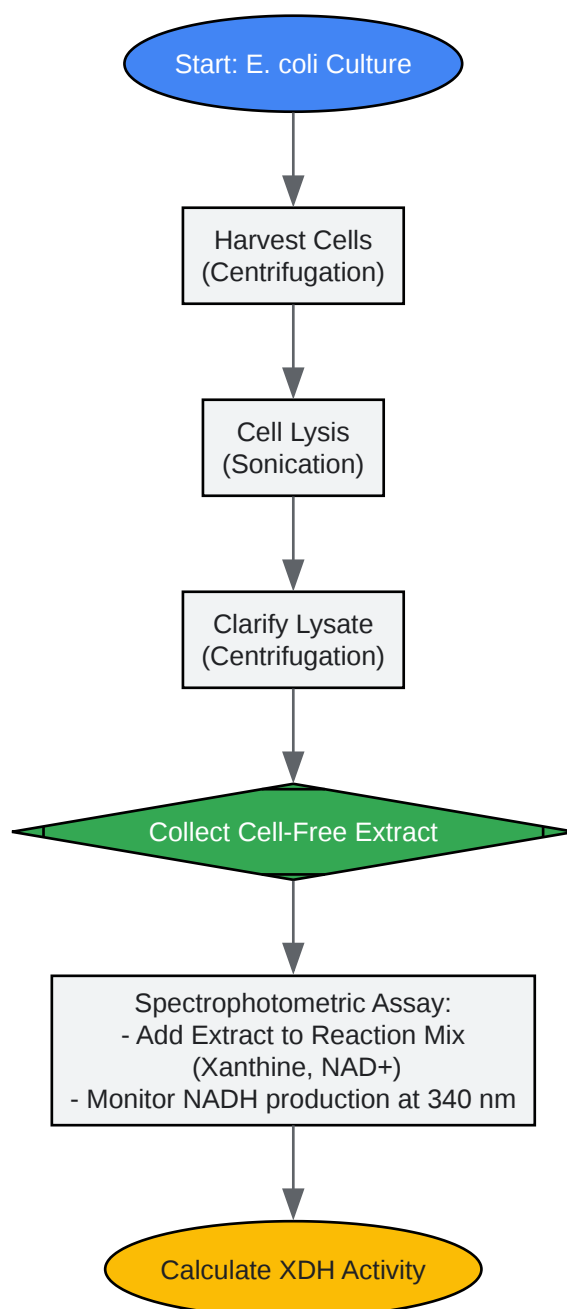 Start: E. coli Culture
Harvest Cells
(Centrifugation)
Cell Lysis
(Sonication)
Clarify Lysate
(Centrifugation)
Collect Cell-Free Extract
Spectrophotometric Assay:
- Add Extract to Reaction Mix
(Xanthine, NAD+)
- Monitor NADH production at 340 nm
Calculate XDH Activity